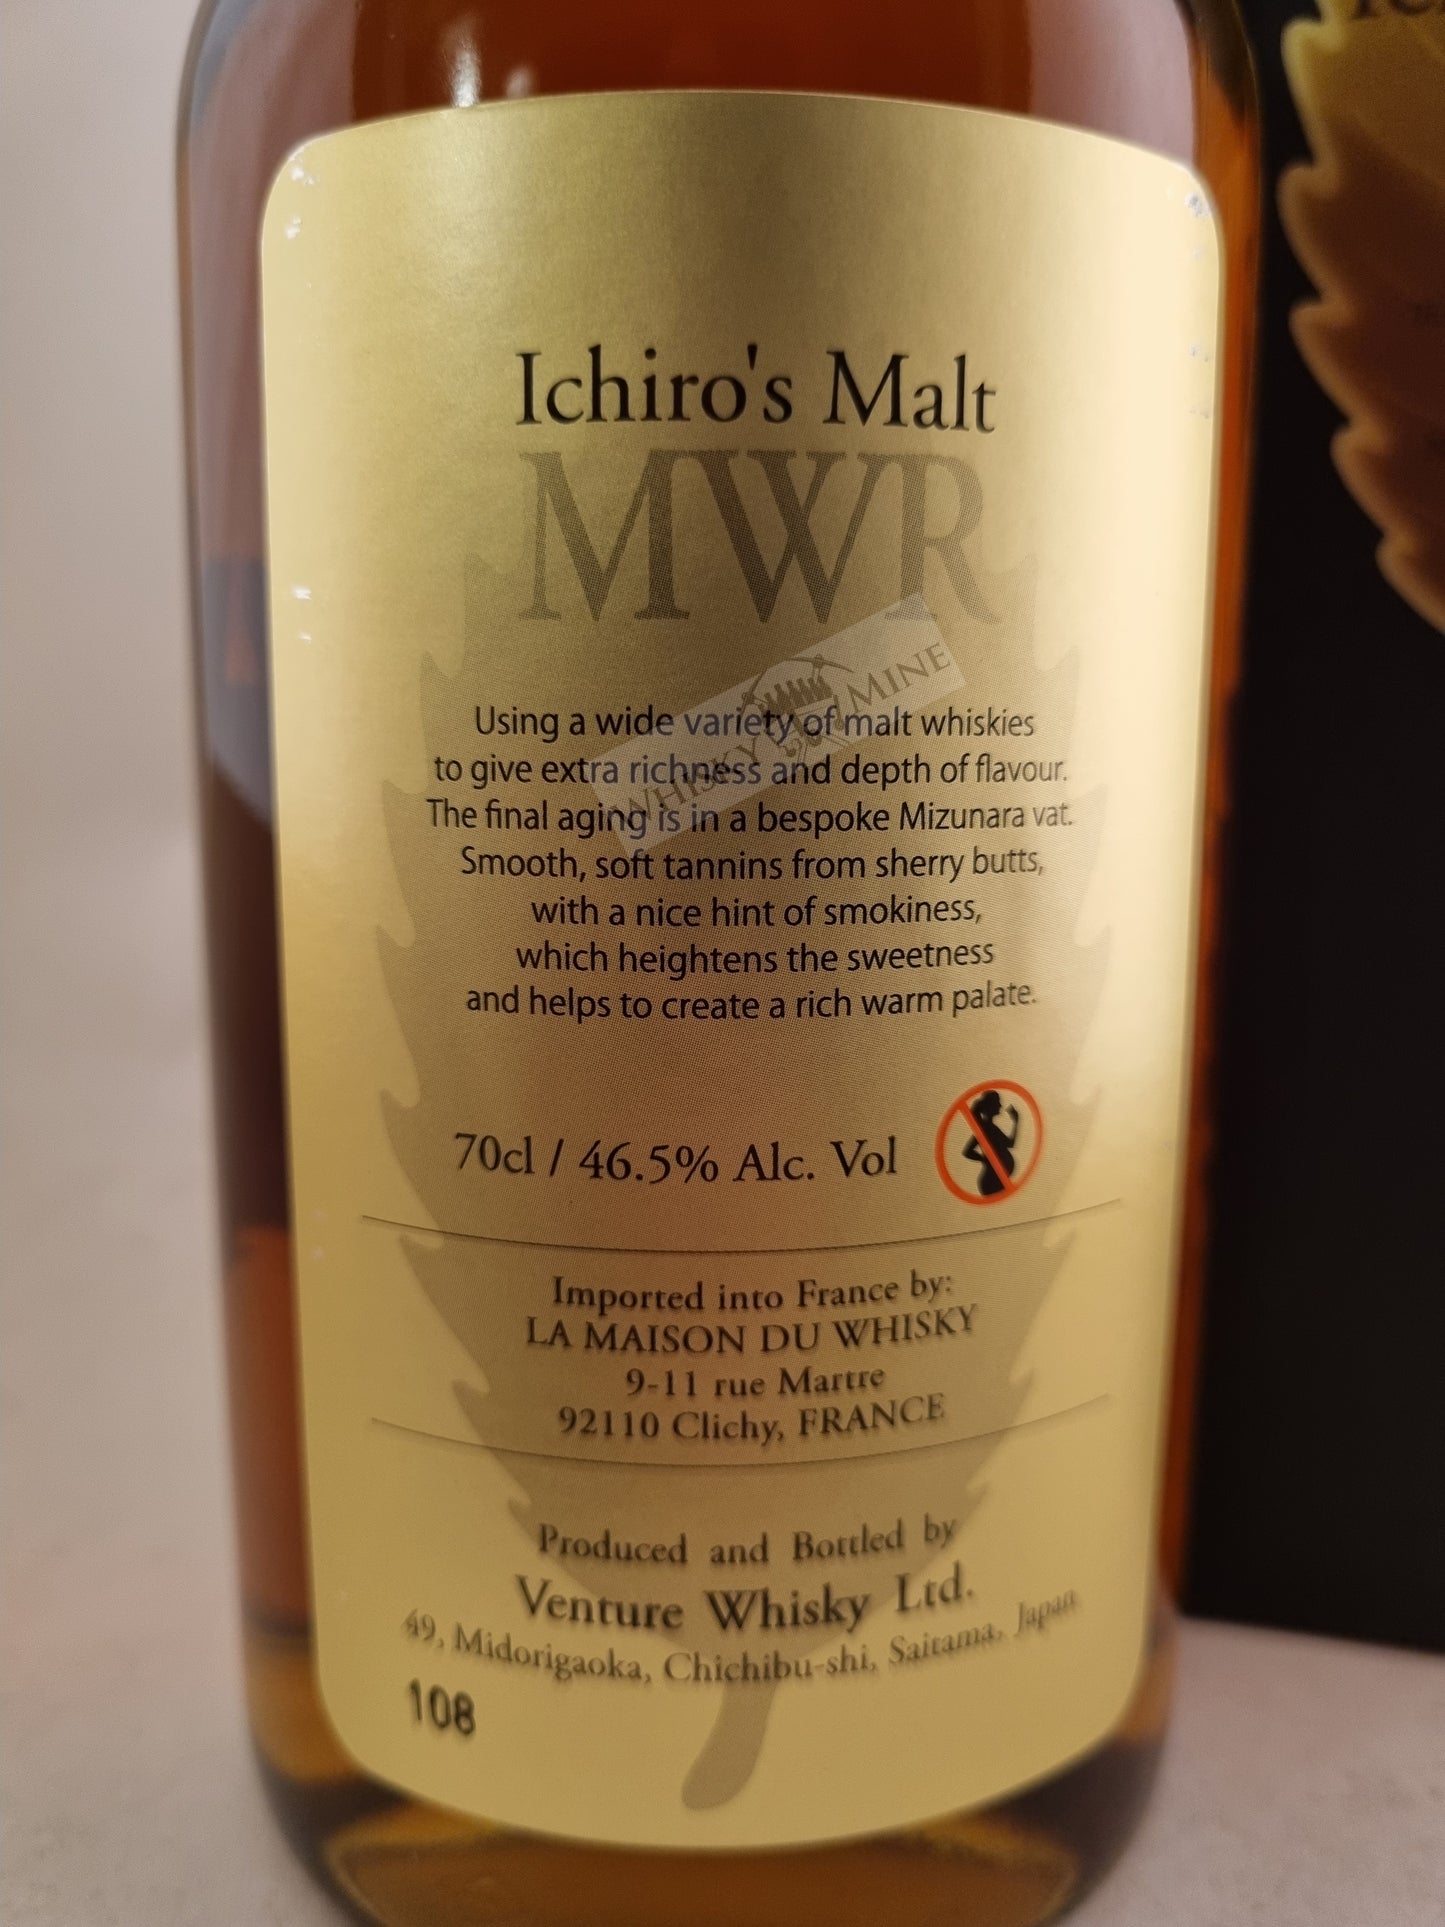 Ichiro's Malt
MWR
WHISKY MINE
Using a wide variety of malt whiskies
to give extra richness and depth of flavour.
The final aging is in a bespoke Mizunara vat.
Smooth, soft tannins from sherry butts,
with a nice hint of smokiness,
which heightens the sweetness
and helps to create a rich warm palate.
70cl / 46.5% Alc. Vol
Imported into France by:
LA MAISON DU WHISKY
9-11 rue Martre
92110 Clichy, FRANCE
Produced and Bottled by
Venture Whisky Ltd.
49, Midorigaoka, Chichibu-shi, Saitama, Japan
108